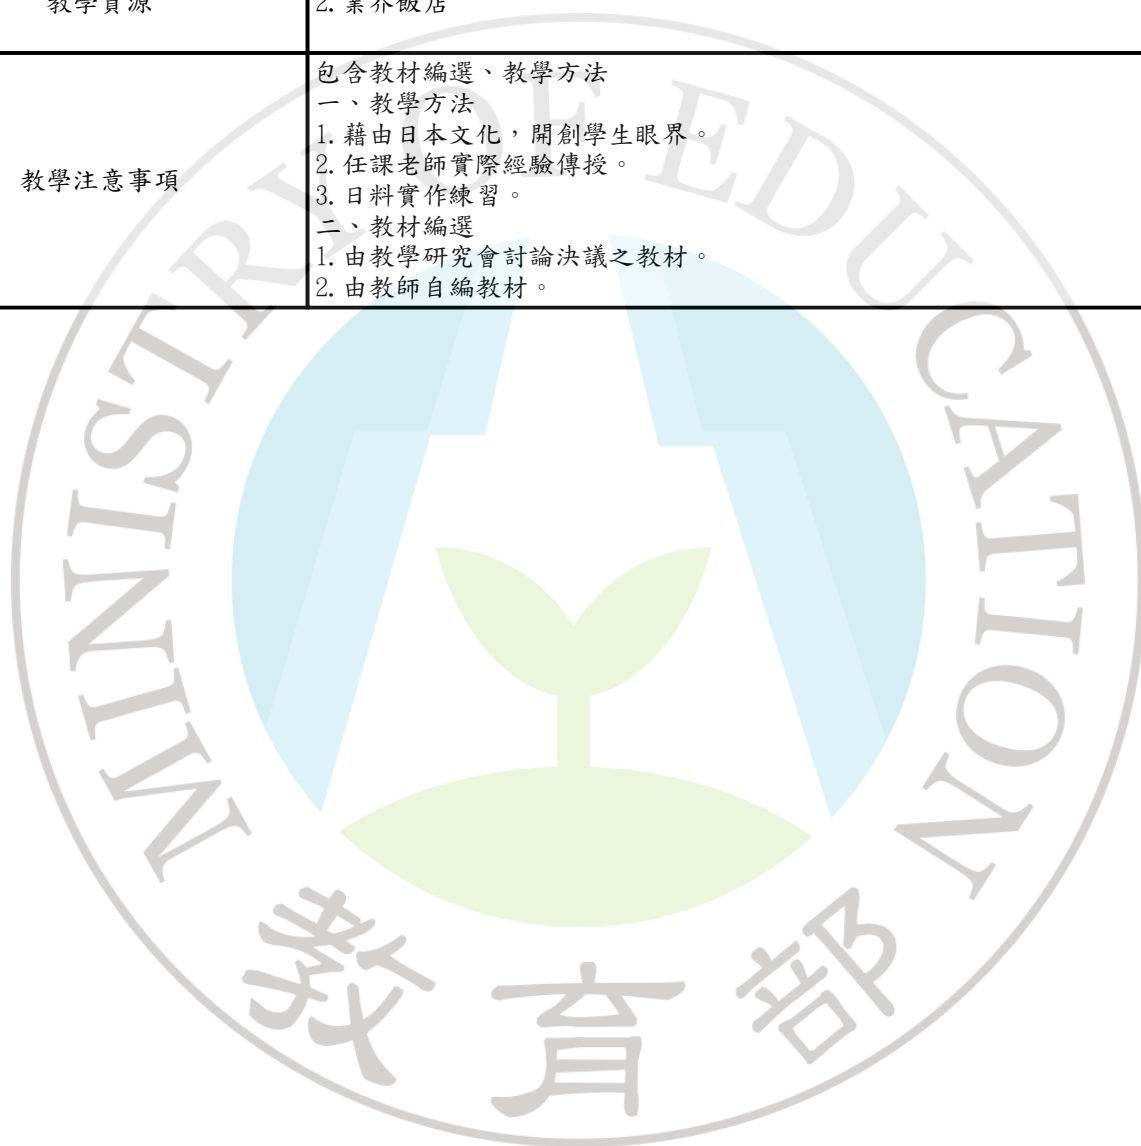 教學資源
2.業界飯店
教學注意事項
包含教材編選、教學方法
一、教學方法
1.藉由日本文化，開創學生眼界。
2.任課老師實際經驗傳授。
3.日料實作練習。
二、教材編選
1.由教學研究會討論決議之教材。
2.由教師自編教材。
MINISTRY OF EDUCATION
教育部